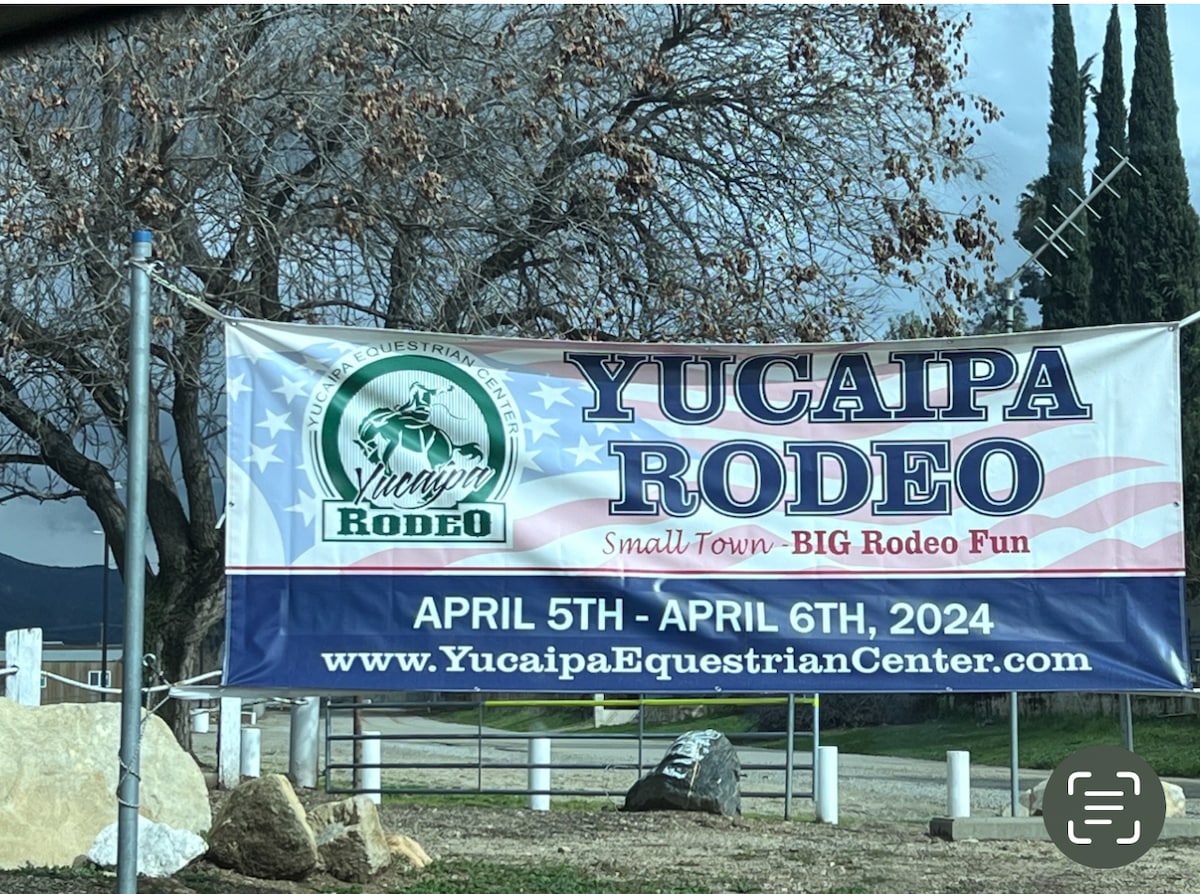 YUCAIPA EQUESTRIAN CENTER
Yucaipa
RODEO
YUCAIPA
RODEO
Small Town - BIG Rodeo Fun
APRIL 5TH - APRIL 6TH, 2024
www.YucaipaEquestrianCenter.com